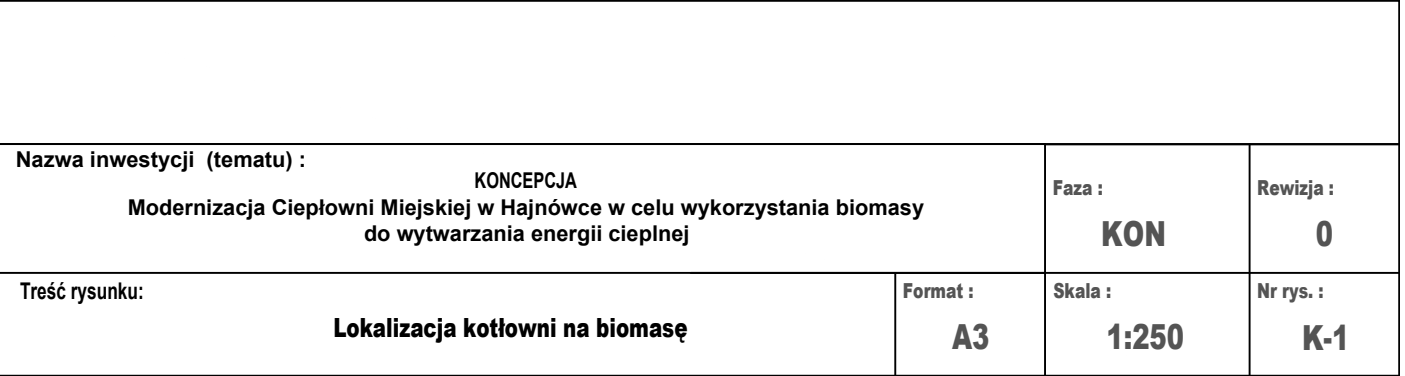 Nazwa inwestycji (tematu) :
KONCEPCJA
Modernizacja Ciepłowni Miejskiej w Hajnówce w celu wykorzystania biomasy
do wytwarzania energii cieplnej
Faza :
KON
Rewizja :
0
Treść rysunku:
Lokalizacja kotłowni na biomasę
Format :
A3
Skala :
1:250
Nr rys. :
K-1